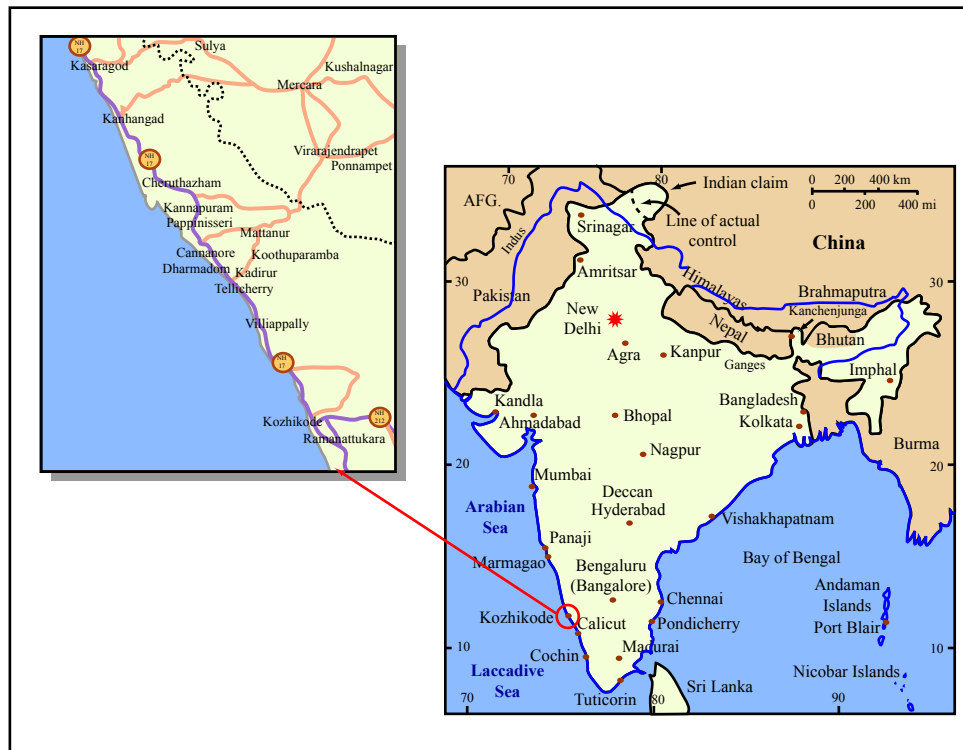 NH
17
Sulya
Kasaragod
Kushalnagar
Mercara
Kanhangad
NH
17
Virarajendrapet
Ponnampet
Cheruthazham
Kannapuram
Pappinisseri
Mattanur
Cannanore
Koothuparamba
Dharmadom
Kadirur
Tellicherry
Villiappally
NH
17
Kozhikode
NH
212
Ramanattukara
70
80
Indian claim
0 200 400 km
0 200 400 mi
AFG.
Line of actual
control
Srinagar
Indus
China
Amritsar
Himalayas
30
30
Pakistan
Brahmaputra
Kanchenjunga
New
Delhi
Nepal
Bhutan
Agra
Kanpur
Ganges
Imphal
Kandla
Ahmadabad
Bhopal
Bangladesh
Kolkata
Burma
Nagpur
20
20
Mumbai
Deccan
Hyderabad
Arabian
Sea
Vishakhapatnam
Panaji
Marmagao
Bay of Bengal
Bengaluru
(Bangalore)
Andaman
Islands
Port Blair
Chennai
Kozhikode
Calicut
Pondicherry
10
10
Cochin
Madurai
Laccadive
Sea
Nicobar Islands
Sri Lanka
Tuticorin
70
80
90